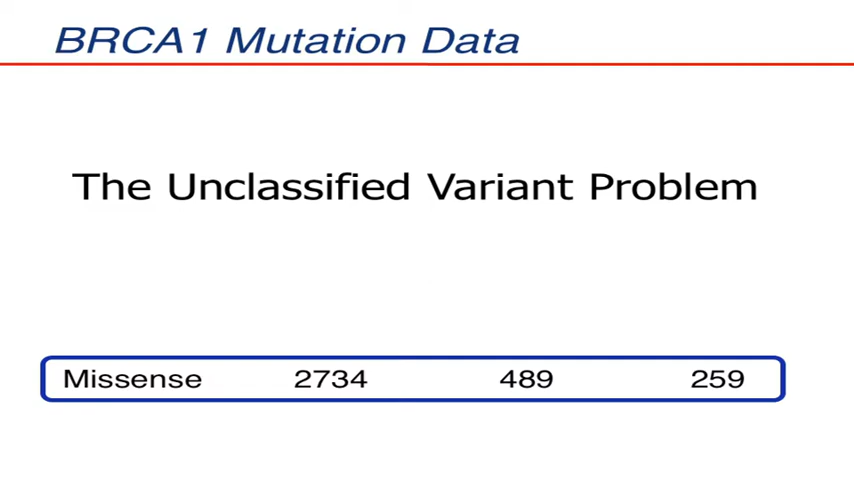 BRCA1 Mutation Data
The Unclassified Variant Problem
Missense 2734 489 259